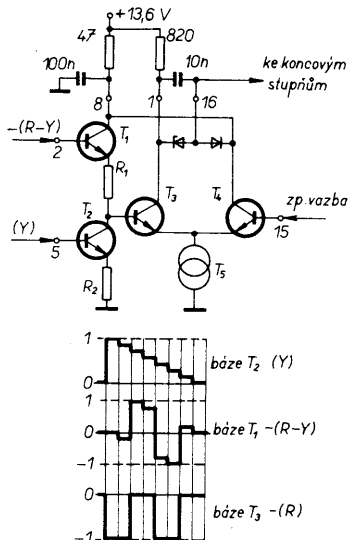 +13,6 V
47
820
100n
10n
ke koncovým
stupňům
8
1
16
-(R-Y)
2
T1
R1
T2
T3
T4
zp. vazba
15
(Y)
5
R2
T5
1
0
báze T2 (Y)
1
0
-1
báze T1 -(R-Y)
0
-1
báze T3 -(R)